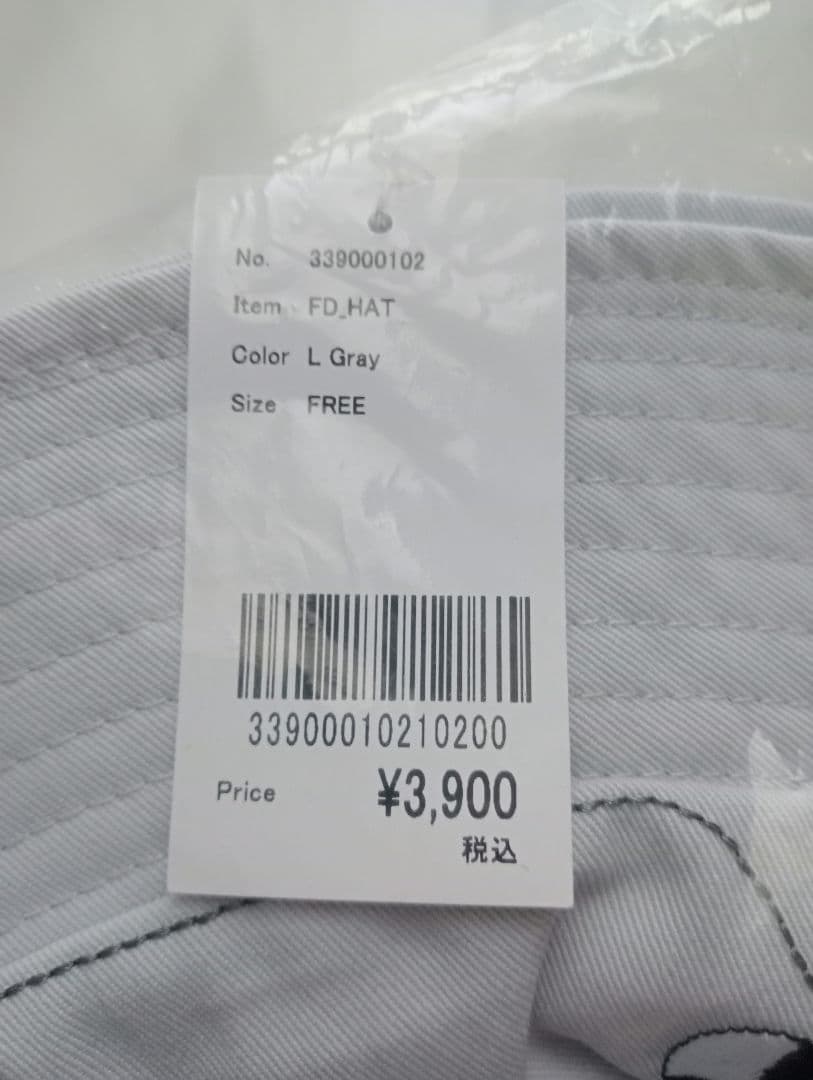 No. 339000102
Item FD_HAT
Color L Gray
Size FREE
33900010210200
Price ¥3,900
税込